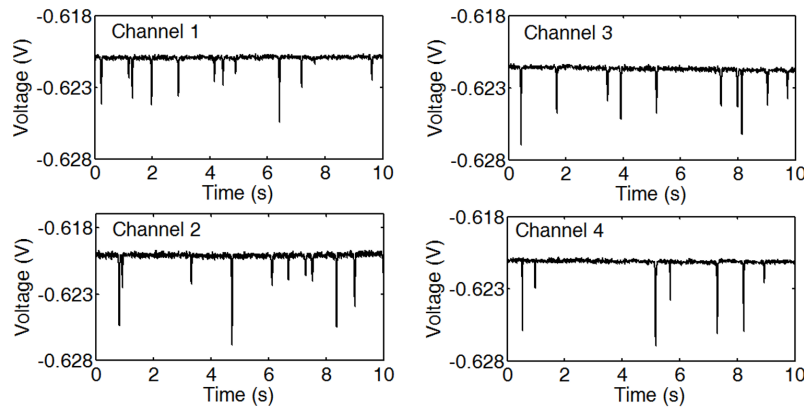 Channel 1
Voltage (V)
-0.618
-0.623
-0.628
0 2 4 6 8 10
Time (s)
Channel 3
Voltage (V)
-0.618
-0.623
-0.628
0 2 4 6 8 10
Time (s)
Channel 2
Voltage (V)
-0.618
-0.623
-0.628
0 2 4 6 8 10
Time (s)
Channel 4
Voltage (V)
-0.618
-0.623
-0.628
0 2 4 6 8 10
Time (s)